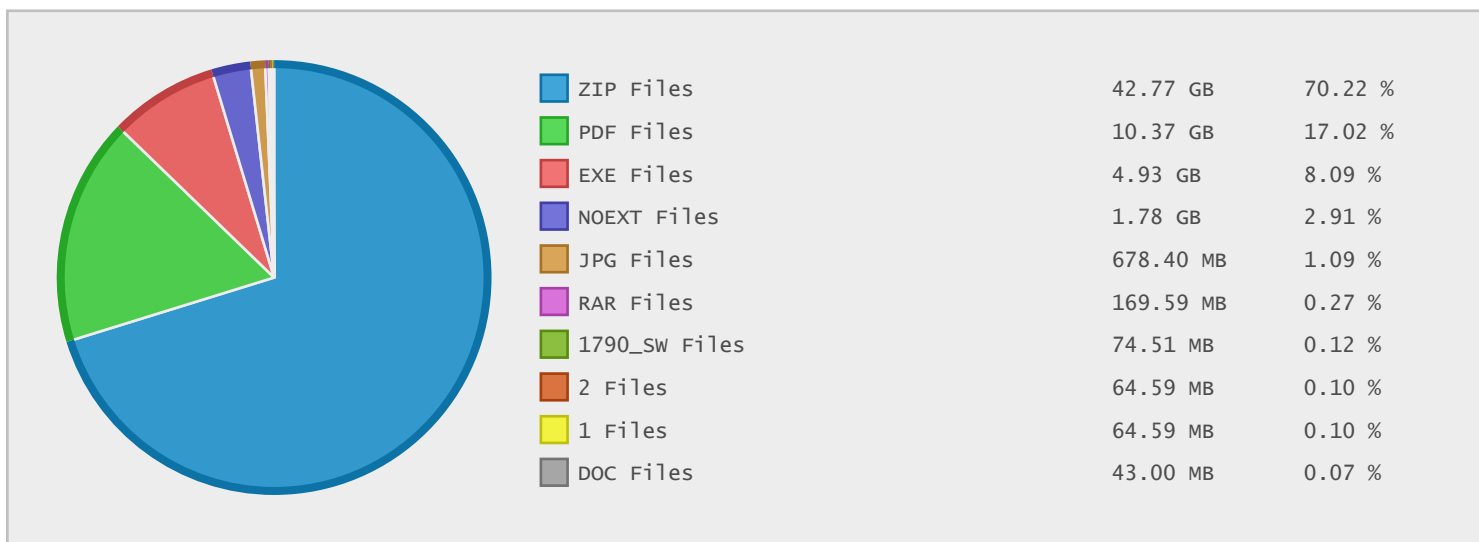 ZIP Files 42.77 GB 70.22 %
PDF Files 10.37 GB 17.02 %
EXE Files 4.93 GB 8.09 %
NOEXT Files 1.78 GB 2.91 %
JPG Files 678.40 MB 1.09 %
RAR Files 169.59 MB 0.27 %
1790_SW Files 74.51 MB 0.12 %
2 Files 64.59 MB 0.10 %
1 Files 64.59 MB 0.10 %
DOC Files 43.00 MB 0.07 %